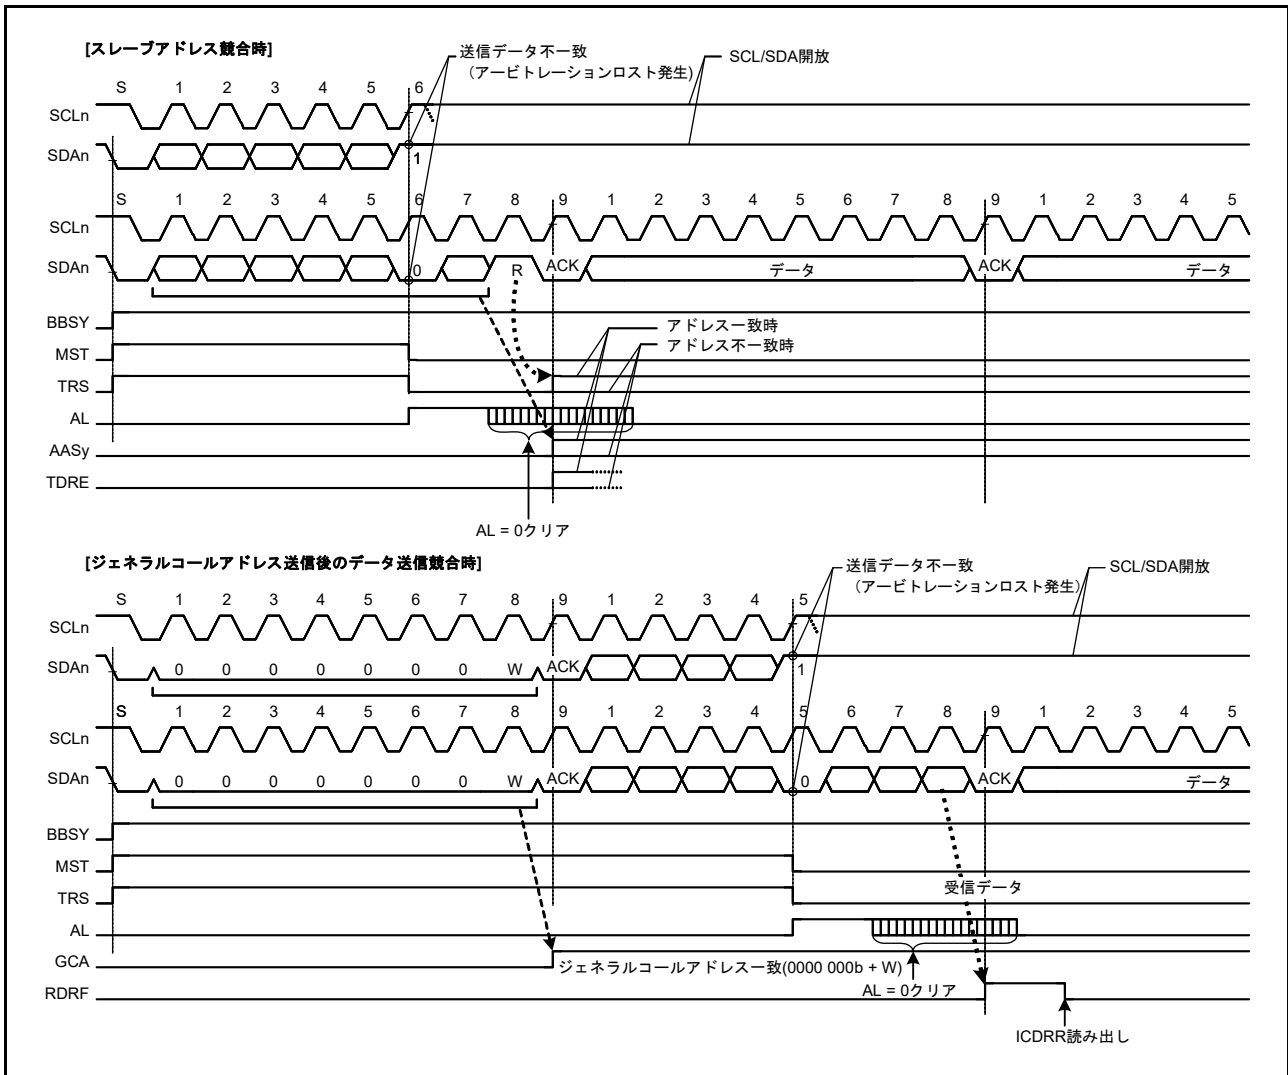 [スレーブアドレス競合時]
送信データ不一致
(アービトレーションロスト発生)
SCL/SDA開放
S 1 2 3 4 5 6
SCLn
SDAn
1
S 1 2 3 4 5 6 7 8 9 1 2 3 4 5 6 7 8 9 1 2 3 4 5
SCLn
SDAn
0 R ACK データ ACK データ
BBSY
アドレス一致時
MST
アドレス不一致時
TRS
AL
AASy
TDRE
AL = 0クリア
[ジェネラルコールアドレス送信後のデータ送信競合時]
送信データ不一致
(アービトレーションロスト発生)
SCL/SDA開放
S 1 2 3 4 5 6 7 8 9 1 2 3 4 5
SCLn
SDAn
0 0 0 0 0 0 0 W ACK 1
S 1 2 3 4 5 6 7 8 9 1 2 3 4 5 6 7 8 9 1 2 3 4 5
SCLn
SDAn
0 0 0 0 0 0 0 W ACK 0 ACK データ
BBSY
MST
TRS
受信データ
AL
GCA
ジェネラルコールアドレス一致(0000 000b + W)
RDRF
AL = 0クリア
ICDRR読み出し